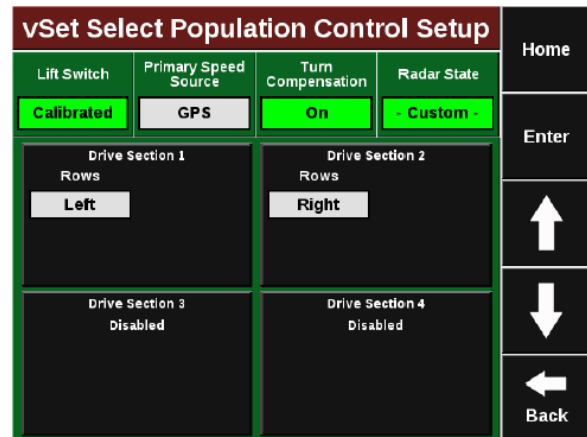 vSet Select Population Control Setup
Home
Lift Switch
Primary Speed
Source
Turn
Compensation
Radar State
Calibrated
GPS
On
- Custom -
Enter
Drive Section 1
Rows
Left
Drive Section 2
Rows
Right
Drive Section 3
Disabled
Drive Section 4
Disabled
Back